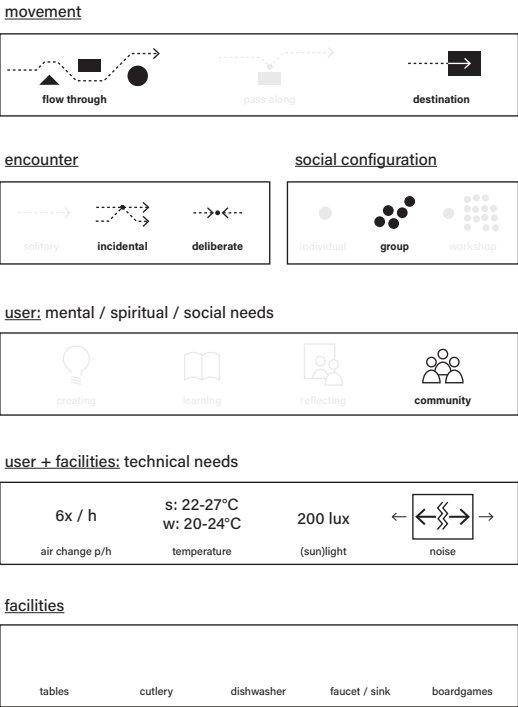 movement
flow through
pass along
destination
encounter
social configuration
solitary
incidental
deliberate
individual
group
workshop
user: mental / spiritual / social needs
creating
learning
reflecting
community
user + facilities: technical needs
6x / h
s: 22-27°C
w: 20-24°C
200 lux
air change p/h
temperature
(sun)light
noise
facilities
tables
cutlery
dishwasher
faucet / sink
boardgames